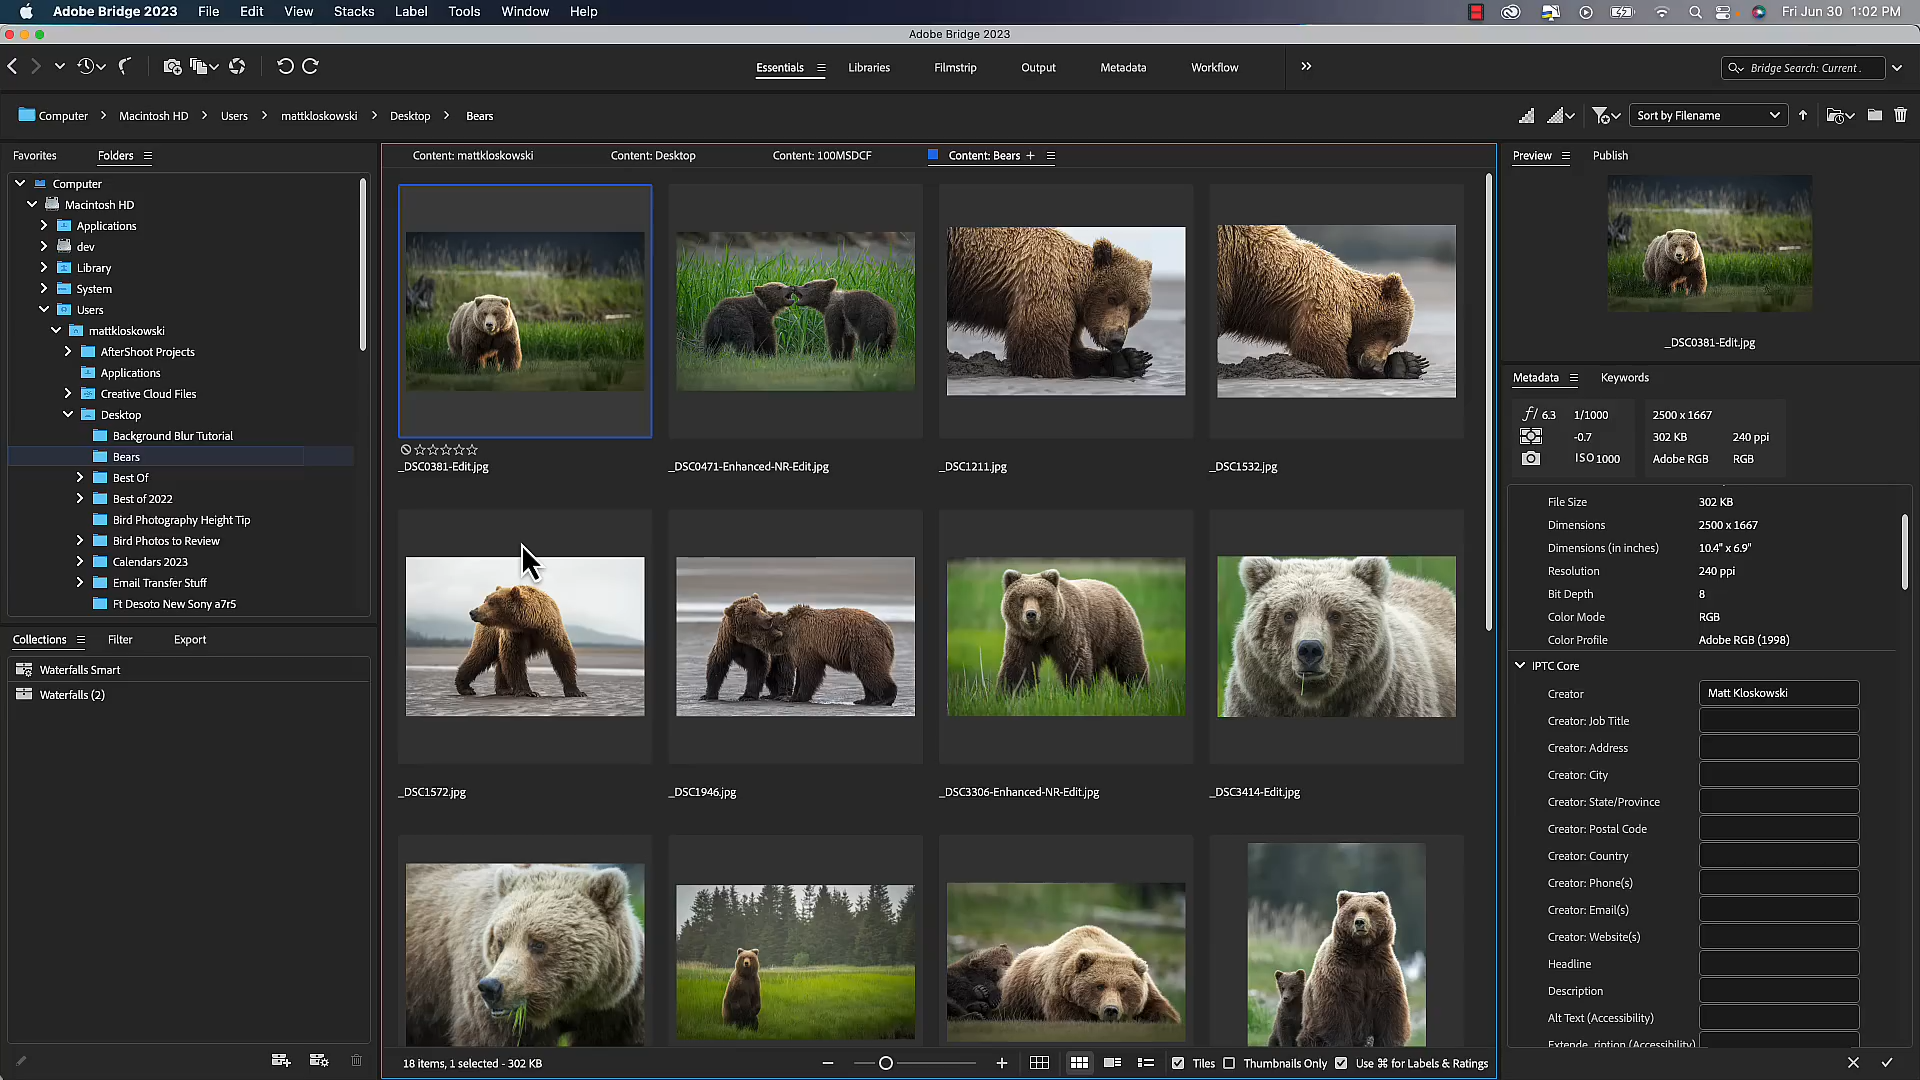 Adobe Bridge 2023 File Edit View Stacks Label Tools Window Help Fri Jun 30 1:02 PM
Adobe Bridge 2023
Essentials Libraries Filmstrip Output Metadata Workflow Bridge Search: Current .
Computer Macintosh HD Users mattkloskowski Desktop Bears Sort by Filename
Favorites Folders
Computer
Macintosh HD
Applications
dev
Library
System
Users
mattkloskowski
AfterShoot Projects
Applications
Creative Cloud Files
Desktop
Background Blur Tutorial
Bears
Best Of
Best of 2022
Bird Photography Height Tip
Bird Photos to Review
Calendars 2023
Email Transfer Stuff
Ft Desoto New Sony a7r5
Collections Filter Export
Waterfalls Smart
Waterfalls (2)
Content: mattkloskowski Content: Desktop Content: 100MSDCF Content: Bears
_DSC0381-Edit.jpg _DSC0471-Enhanced-NR-Edit.jpg _DSC1211.jpg _DSC1532.jpg
_DSC1572.jpg _DSC1946.jpg _DSC3306-Enhanced-NR-Edit.jpg _DSC3414-Edit.jpg
18 items, 1 selected - 302 KB Tiles Thumbnails Only Use ⌘ for Labels & Ratings
Preview Publish
_DSC0381-Edit.jpg
Metadata Keywords
f/ 6.3 1/1000 2500 x 1667
-0.7 302 KB 240 ppi
ISO 1000 Adobe RGB RGB
File Size 302 KB
Dimensions 2500 x 1667
Dimensions (in inches) 10.4" x 6.9"
Resolution 240 ppi
Bit Depth 8
Color Mode RGB
Color Profile Adobe RGB (1998)
IPTC Core
Creator Matt Kloskowski
Creator: Job Title
Creator: Address
Creator: City
Creator: State/Province
Creator: Postal Code
Creator: Country
Creator: Phone(s)
Creator: Email(s)
Creator: Website(s)
Headline
Description
Alt Text (Accessibility)
Extende...ription (Accessibility)